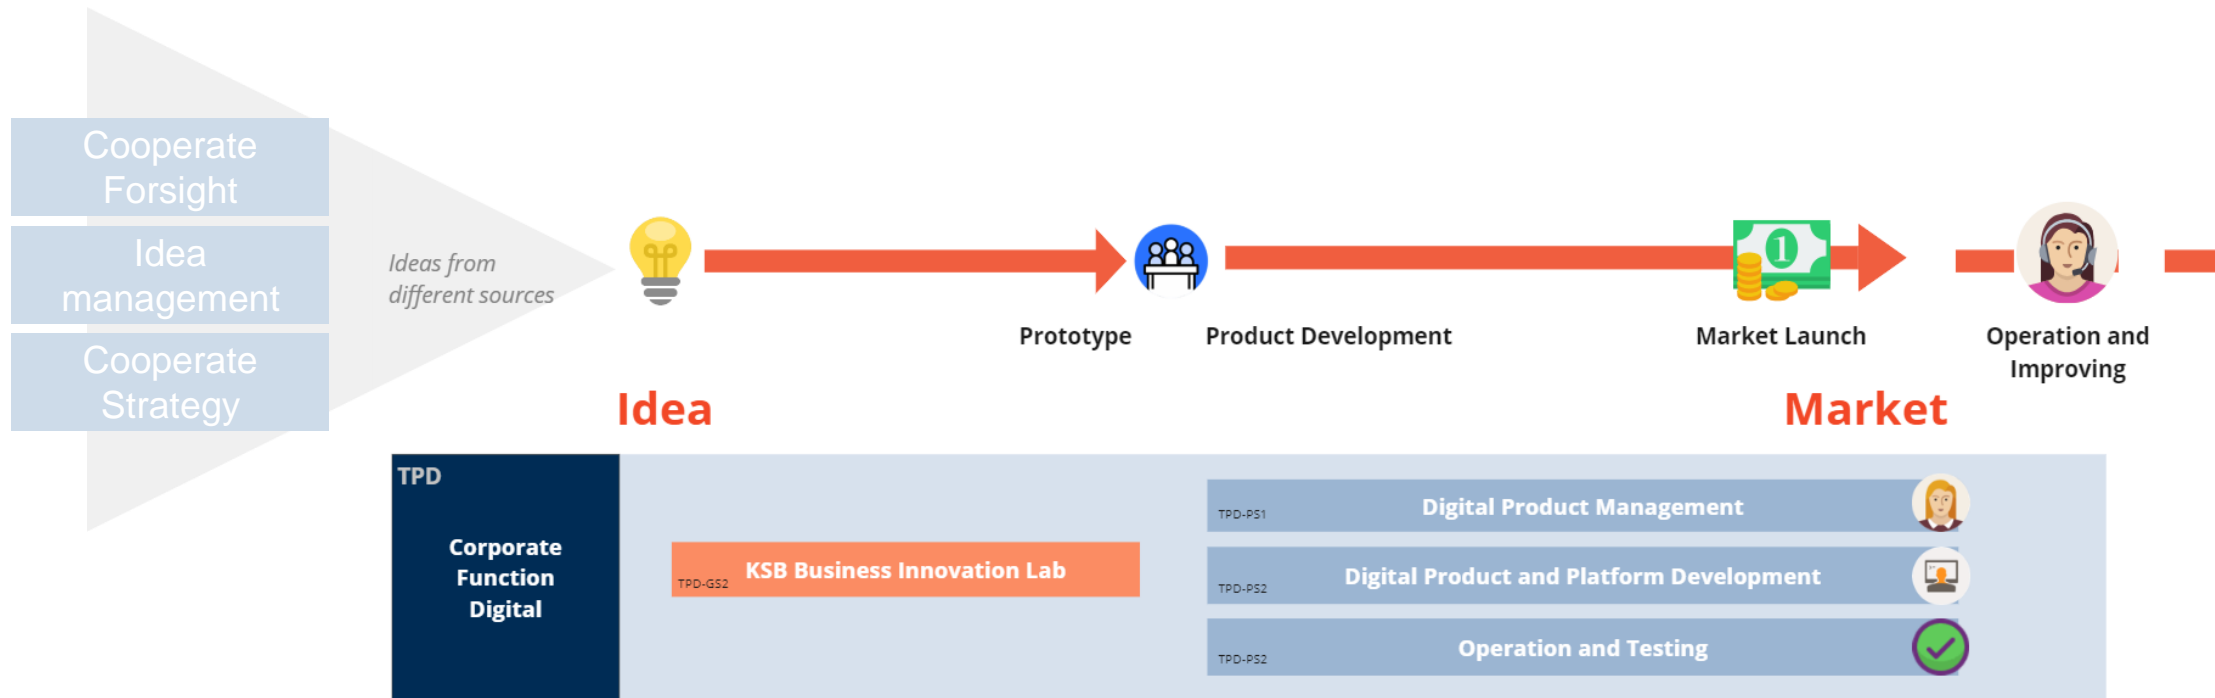 Cooperate
Forsight
Idea
management
Cooperate
Strategy
Ideas from
different sources
1
Prototype
Product Development
Market Launch
Operation and
Improving
Idea
Market
TPD
Corporate
Function
Digital
TPD-GS2
KSB Business Innovation Lab
TPD-PS1
Digital Product Management
TPD-PS2
Digital Product and Platform Development
TPD-PS2
Operation and Testing